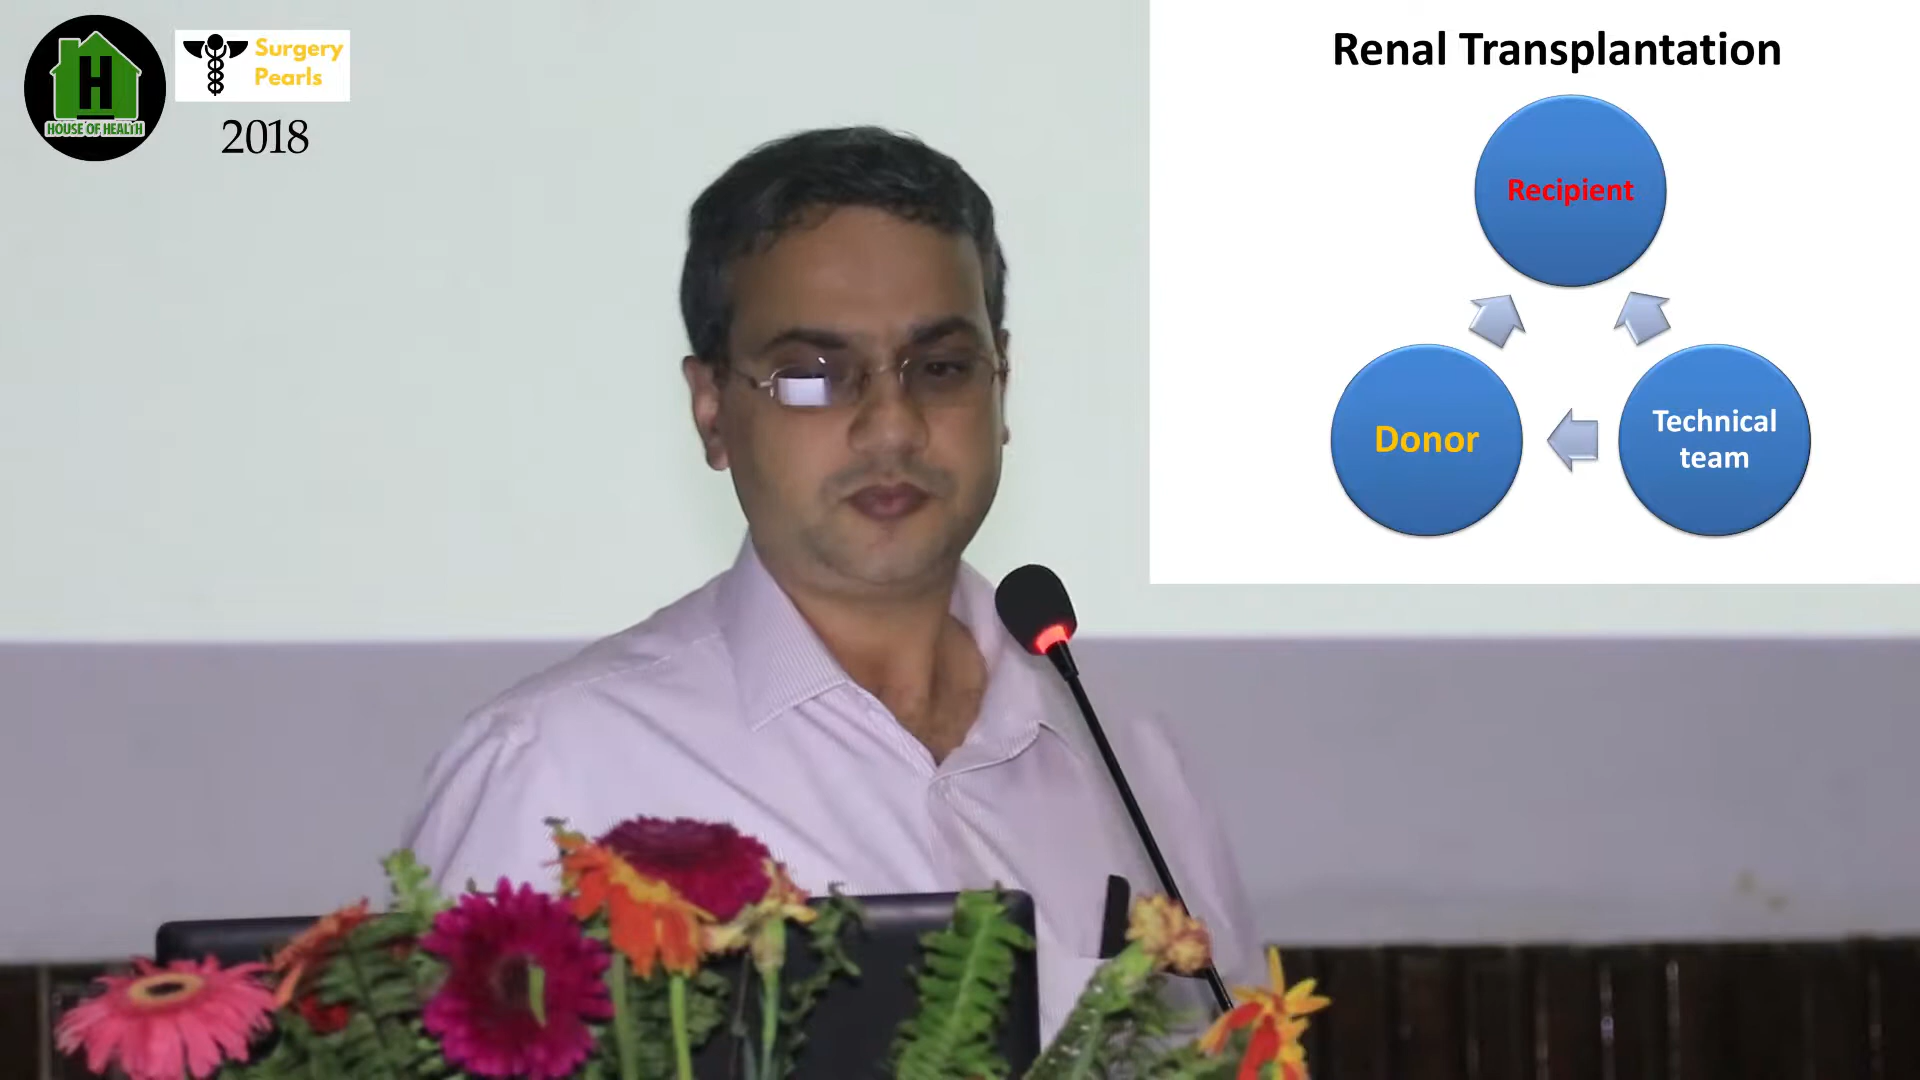 H
HOUSE OF HEALTH
Surgery
Pearls
2018
Renal Transplantation
Recipient
Donor
Technical
team